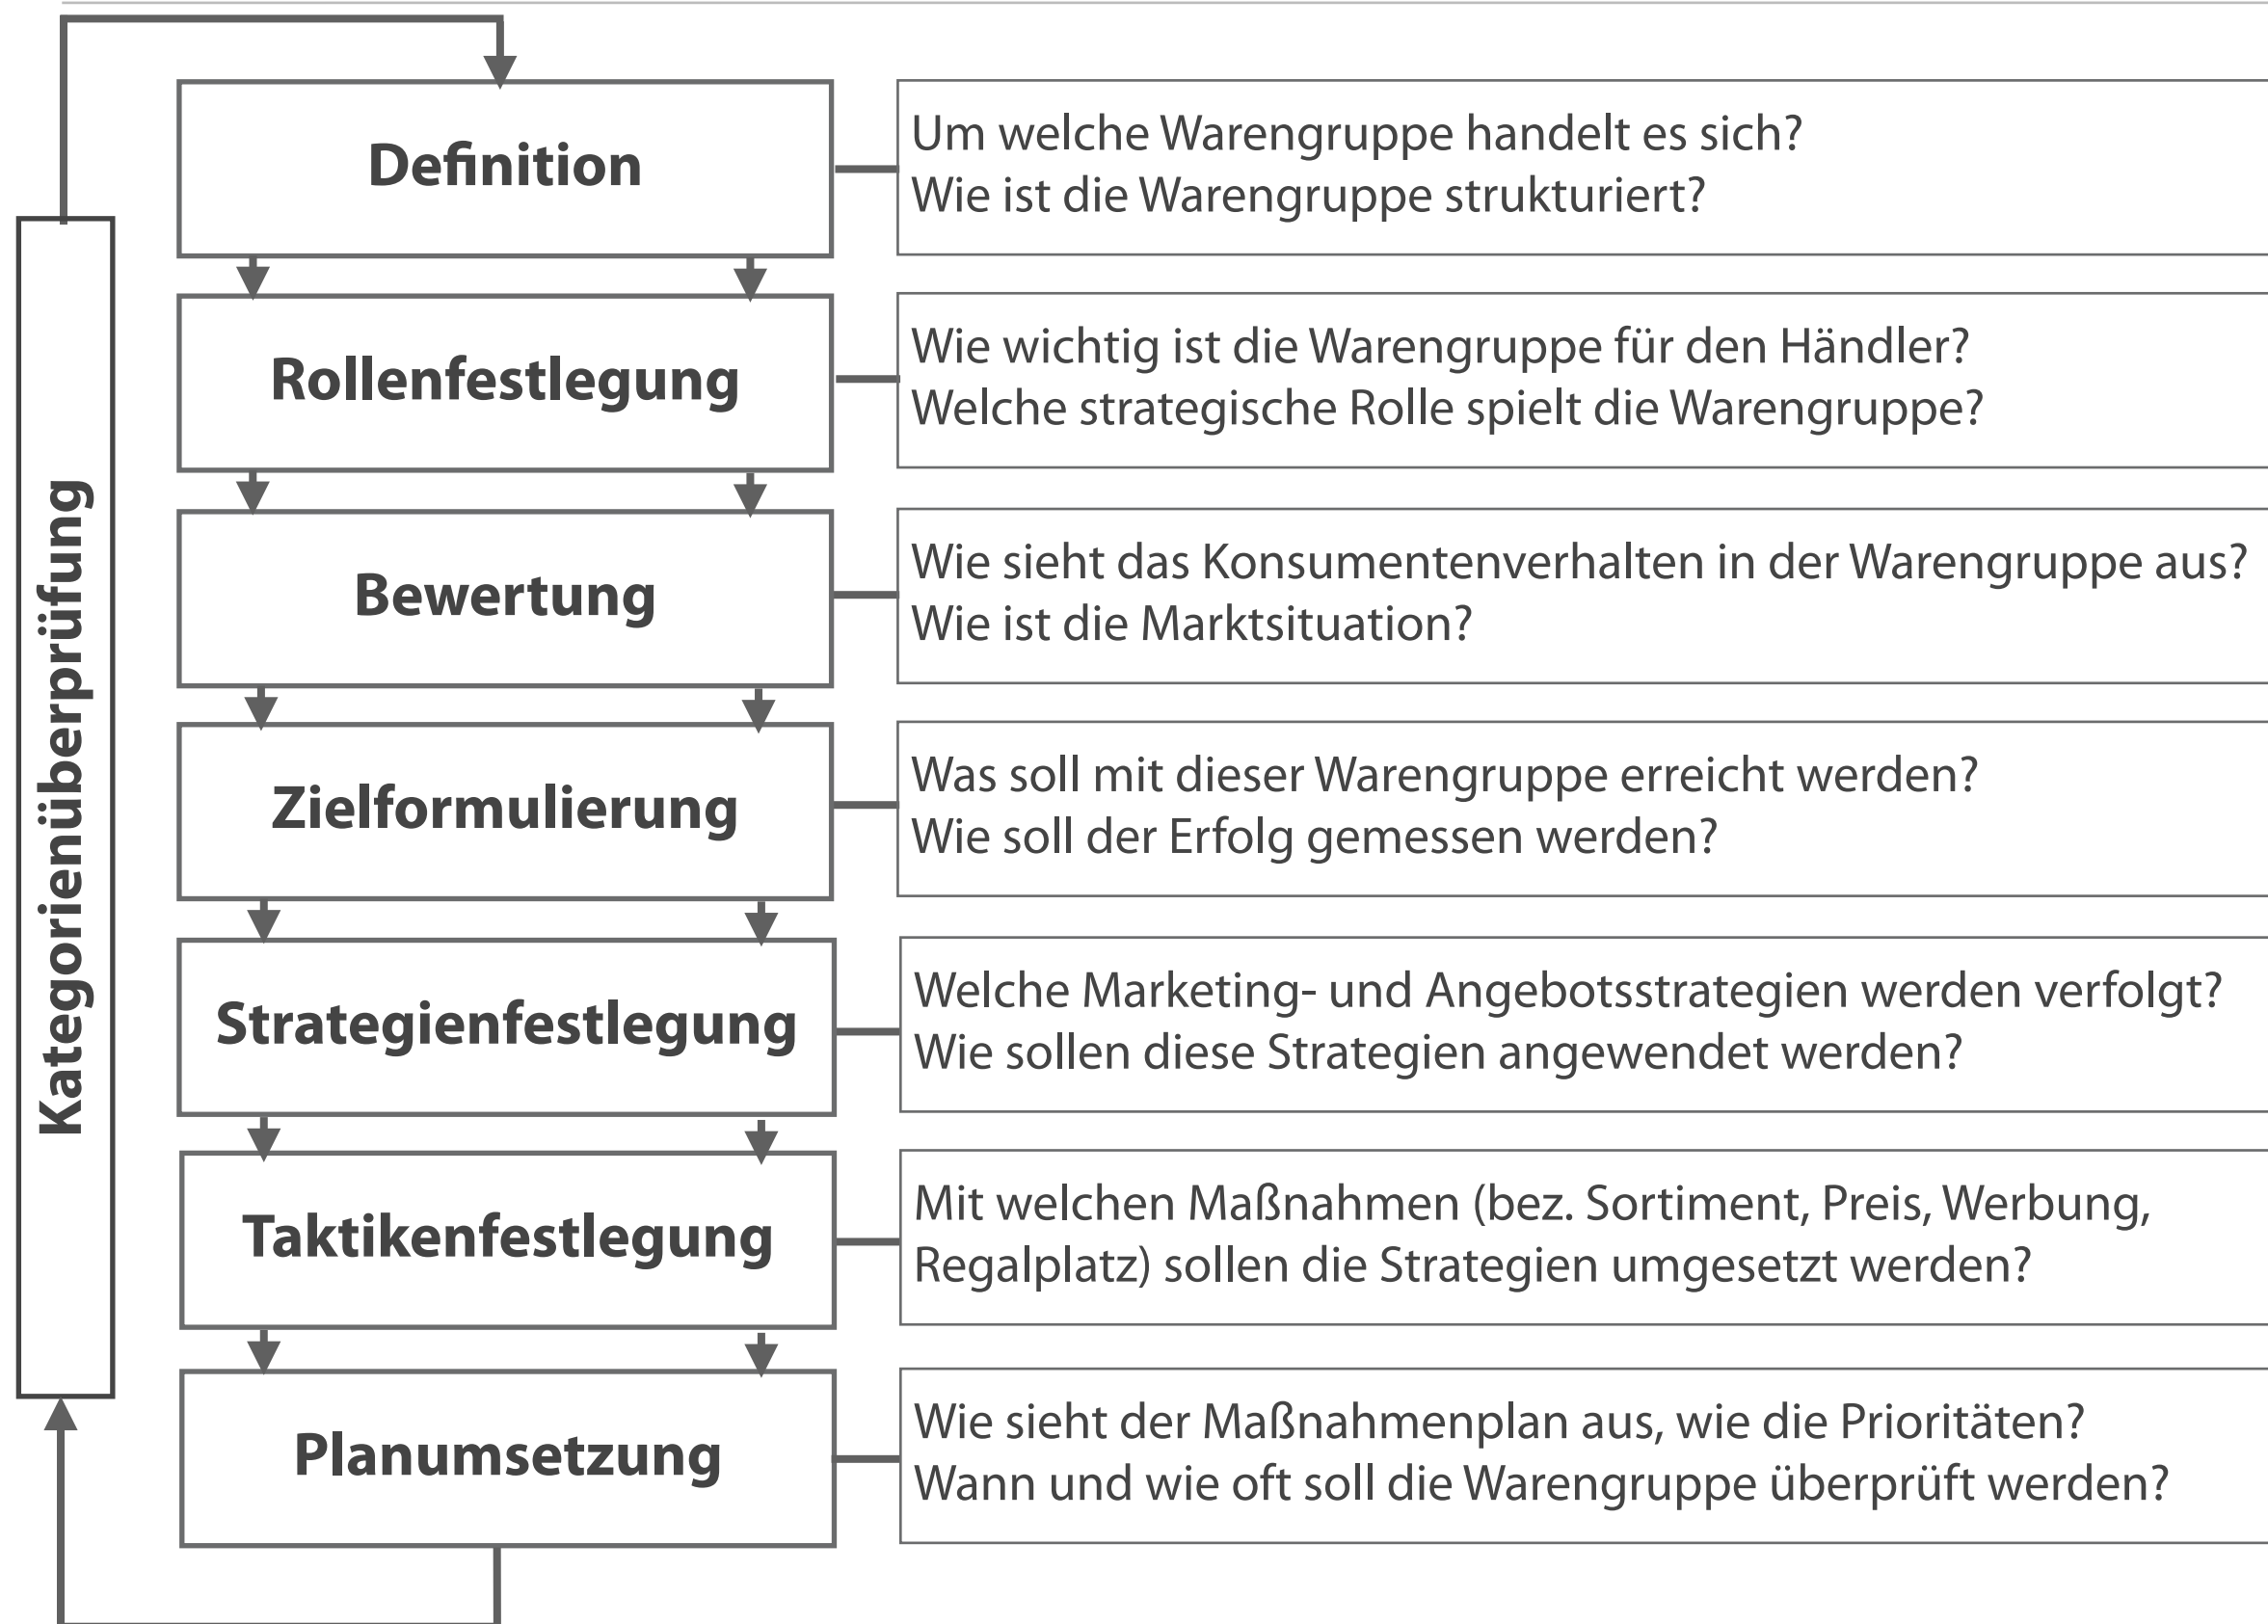 Kategorienüberprüfung
Definition
Um welche Warengruppe handelt es sich?
Wie ist die Warengruppe strukturiert?
Rollenfestlegung
Wie wichtig ist die Warengruppe für den Händler?
Welche strategische Rolle spielt die Warengruppe?
Bewertung
Wie sieht das Konsumentenverhalten in der Warengruppe aus?
Wie ist die Marktsituation?
Zielformulierung
Was soll mit dieser Warengruppe erreicht werden?
Wie soll der Erfolg gemessen werden?
Strategienfestlegung
Welche Marketing- und Angebotsstrategien werden verfolgt?
Wie sollen diese Strategien angewendet werden?
Taktikenfestlegung
Mit welchen Maßnahmen (bez. Sortiment, Preis, Werbung,
Regalplatz) sollen die Strategien umgesetzt werden?
Planumsetzung
Wie sieht der Maßnahmenplan aus, wie die Prioritäten?
Wann und wie oft soll die Warengruppe überprüft werden?